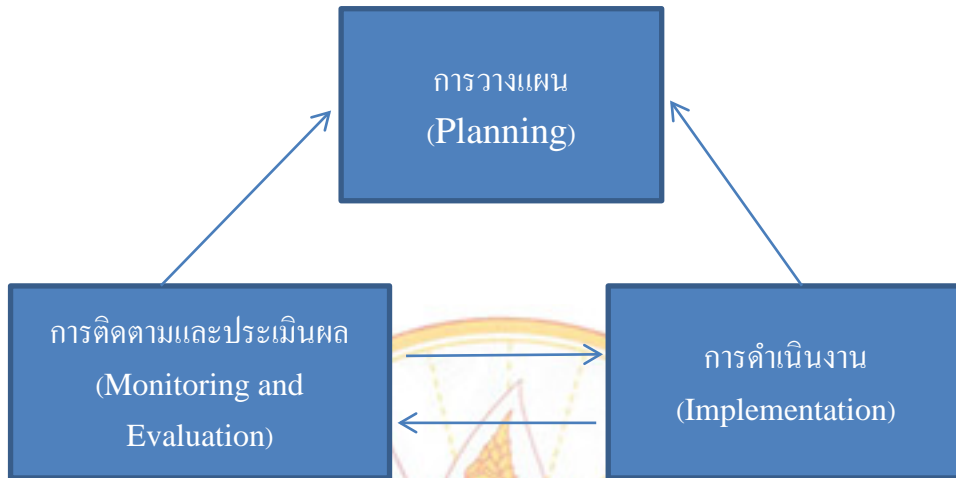 การวางแผน
(Planning)
การติดตามและประเมินผล
(Monitoring and
Evaluation)
การดำเนินงาน
(Implementation)